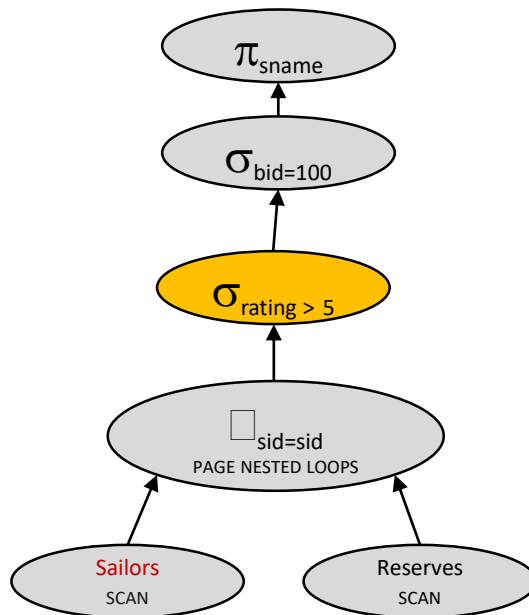 πsname
σbid=100
σrating > 5
□sid=sid
PAGE NESTED LOOPS
Sailors
SCAN
Reserves
SCAN